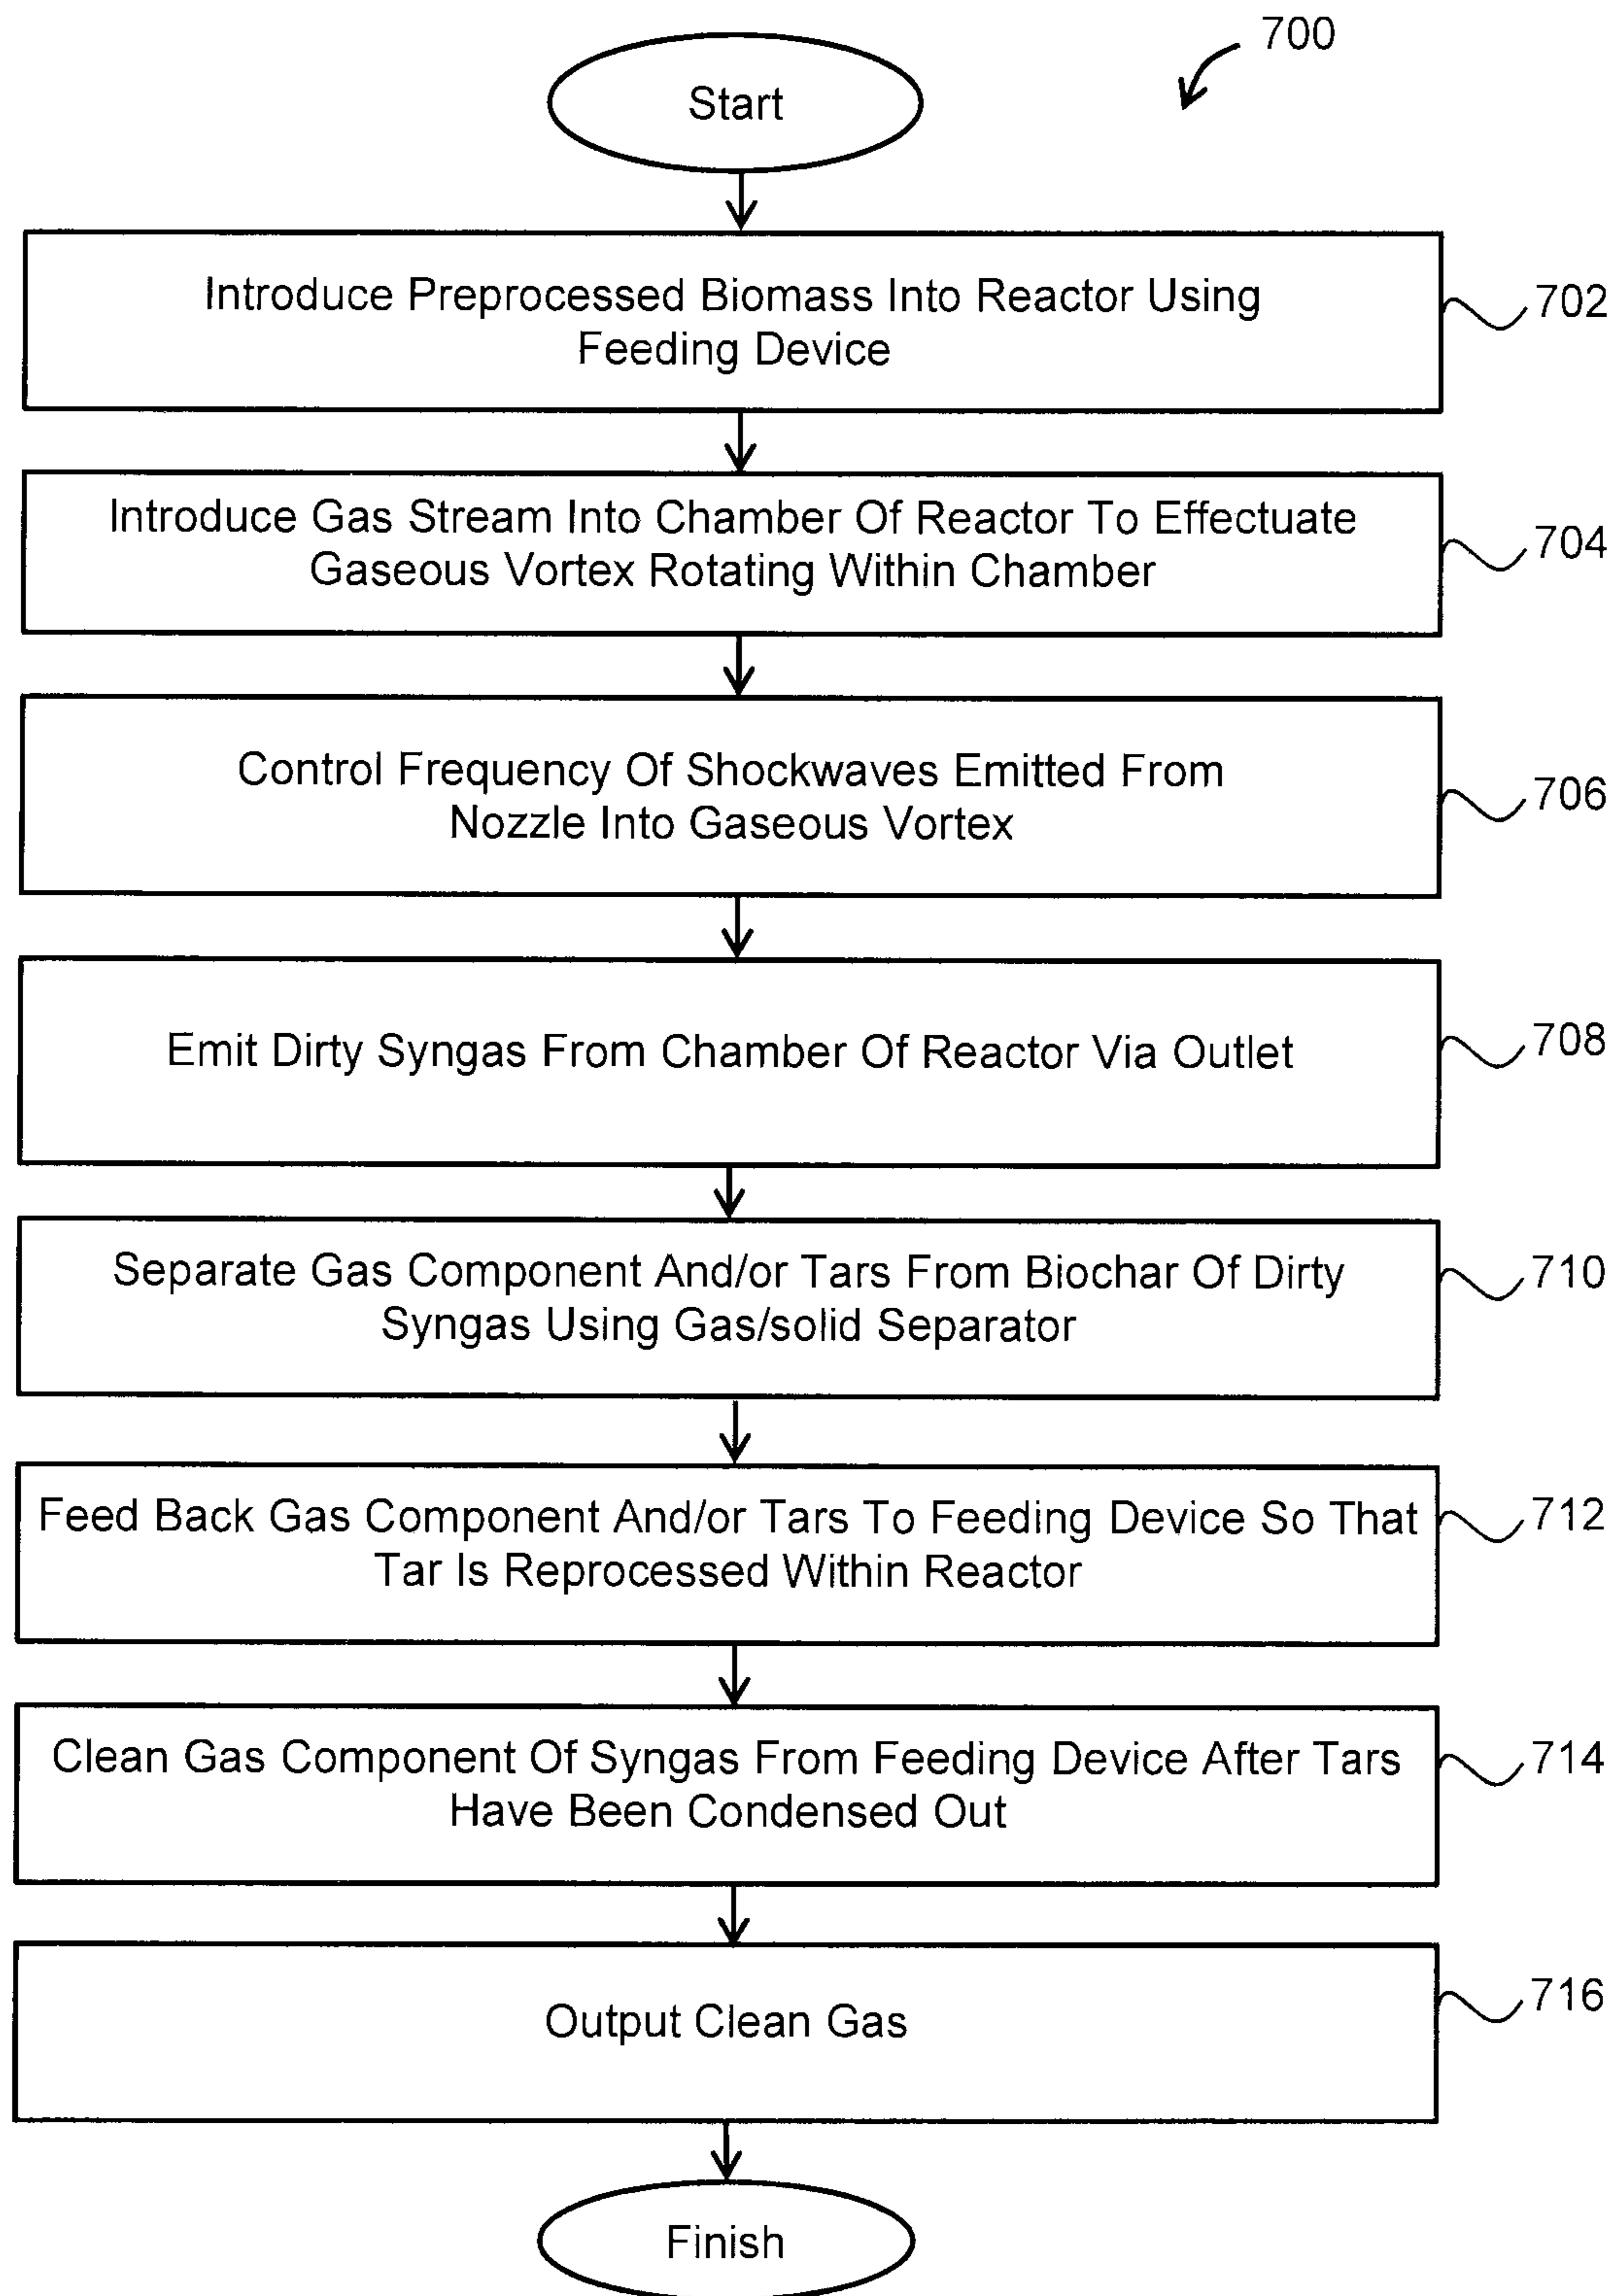 700
Start
Introduce Preprocessed Biomass Into Reactor Using
Feeding Device
702
Introduce Gas Stream Into Chamber Of Reactor To Effectuate
Gaseous Vortex Rotating Within Chamber
704
Control Frequency Of Shockwaves Emitted From
Nozzle Into Gaseous Vortex
706
Emit Dirty Syngas From Chamber Of Reactor Via Outlet
708
Separate Gas Component And/or Tars From Biochar Of Dirty
Syngas Using Gas/solid Separator
710
Feed Back Gas Component And/or Tars To Feeding Device So That
Tar Is Reprocessed Within Reactor
712
Clean Gas Component Of Syngas From Feeding Device After Tars
Have Been Condensed Out
714
Output Clean Gas
716
Finish